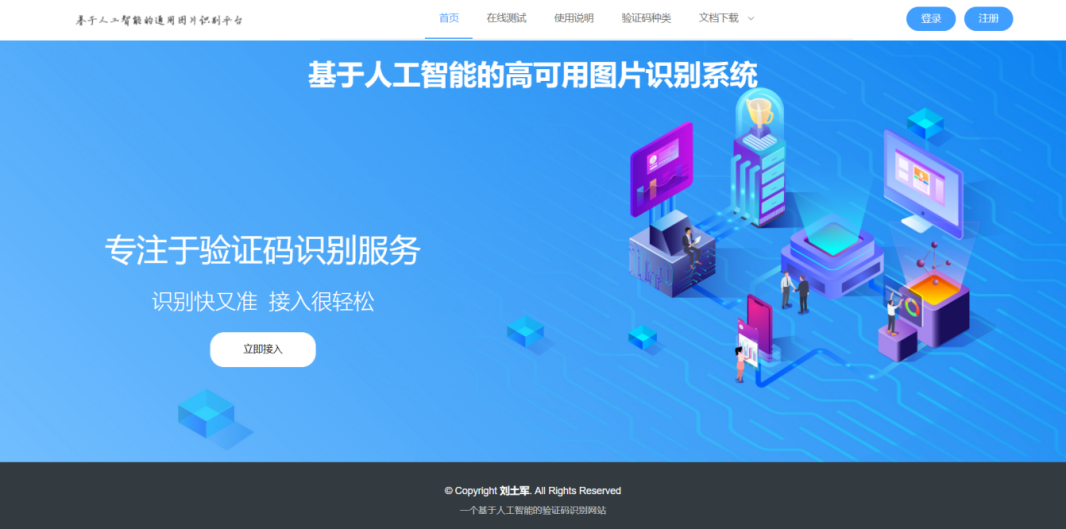 基于人工智能的通用图片识别平台
首页 在线测试 使用说明 验证码种类 文档下载
登录 注册
基于人工智能的高可用图片识别系统
专注于验证码识别服务
识别快又准 接入很轻松
立即接入
© Copyright 刘土军. All Rights Reserved
一个基于人工智能的验证码识别网站